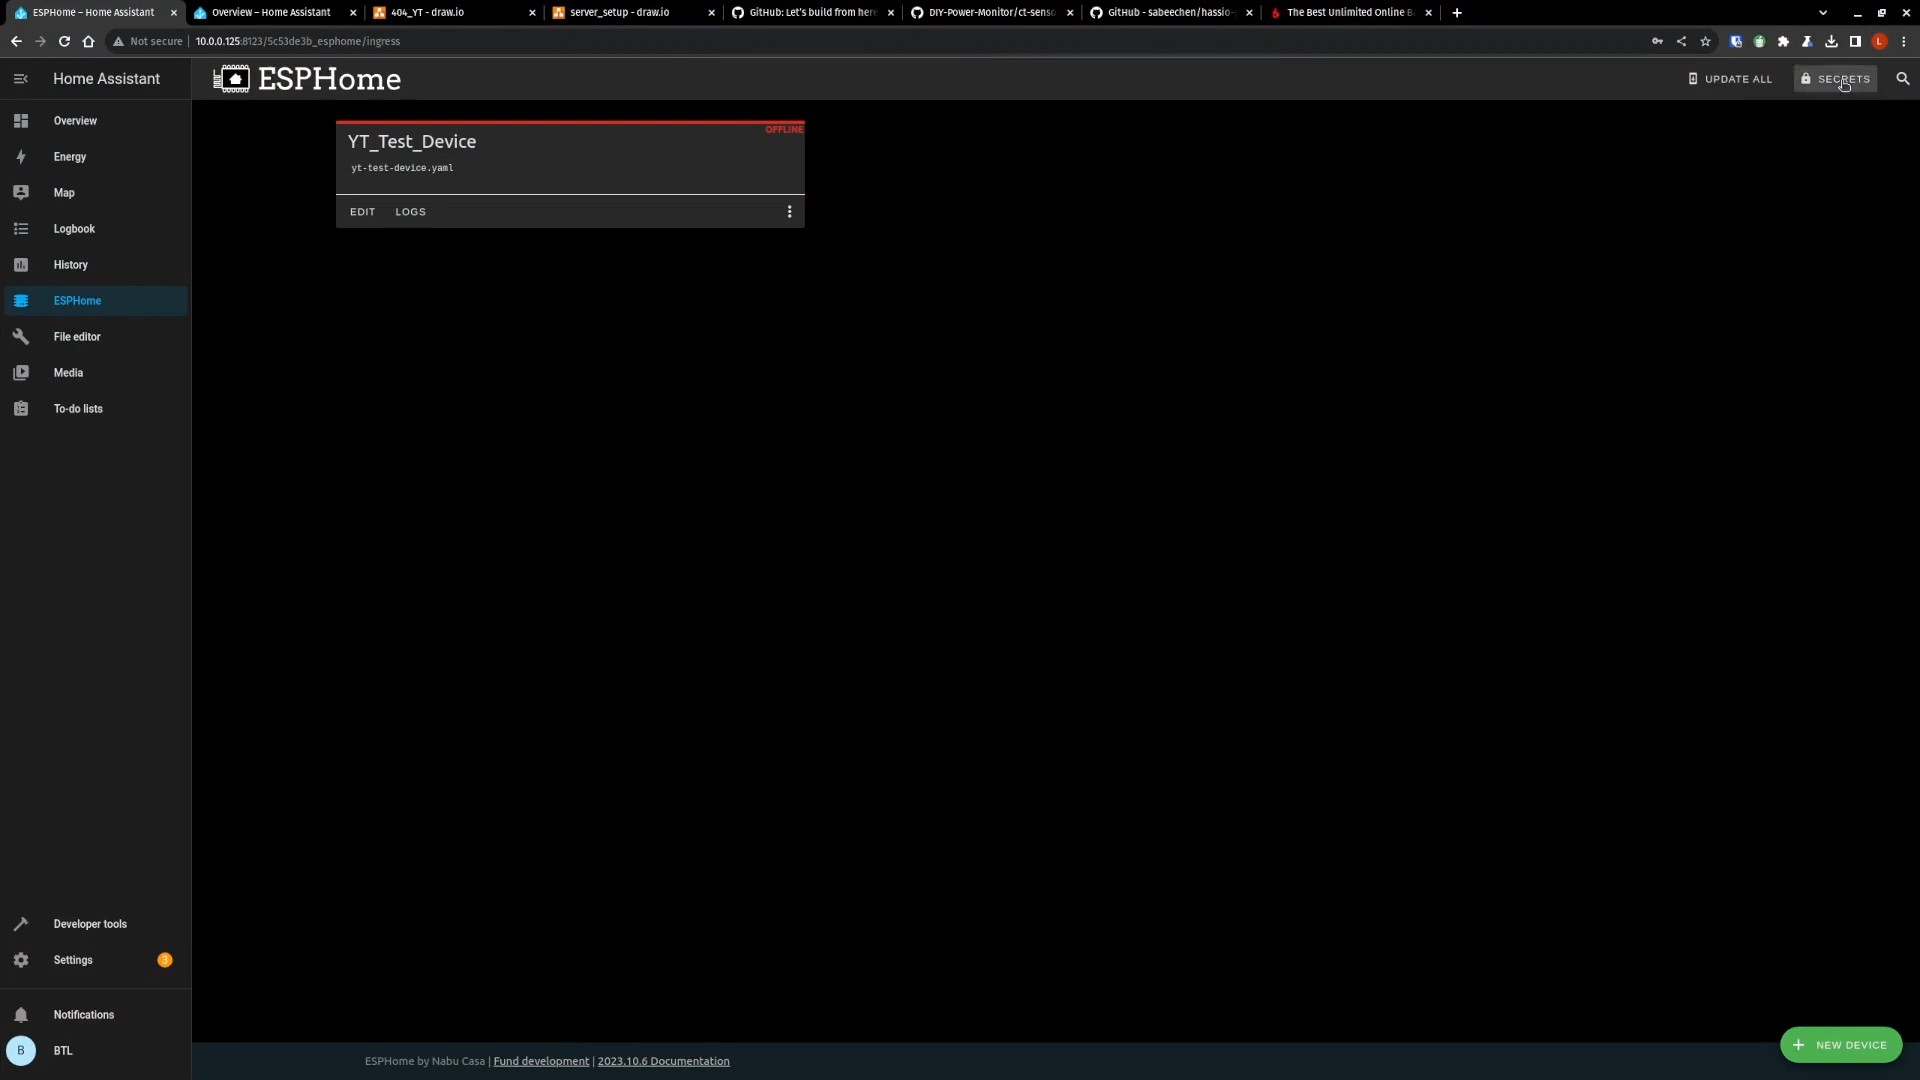 ESPHome – Home Assistant
Overview – Home Assistant
404_YT - draw.io
server_setup - draw.io
GitHub: Let's build from here
DIY-Power-Monitor/ct-senso
GitHub - sabeechen/hassio-
The Best Unlimited Online B
Not secure
10.0.0.125:8123/5c53de3b_esphome/ingress
L
Home Assistant
ESPHome
UPDATE ALL
SECRETS
Overview
Energy
Map
Logbook
History
ESPHome
File editor
Media
To-do lists
YT_Test_Device
OFFLINE
yt-test-device.yaml
EDIT
LOGS
Developer tools
Settings
3
Notifications
B
BTL
ESPHome by Nabu Casa | Fund development | 2023.10.6 Documentation
+ NEW DEVICE